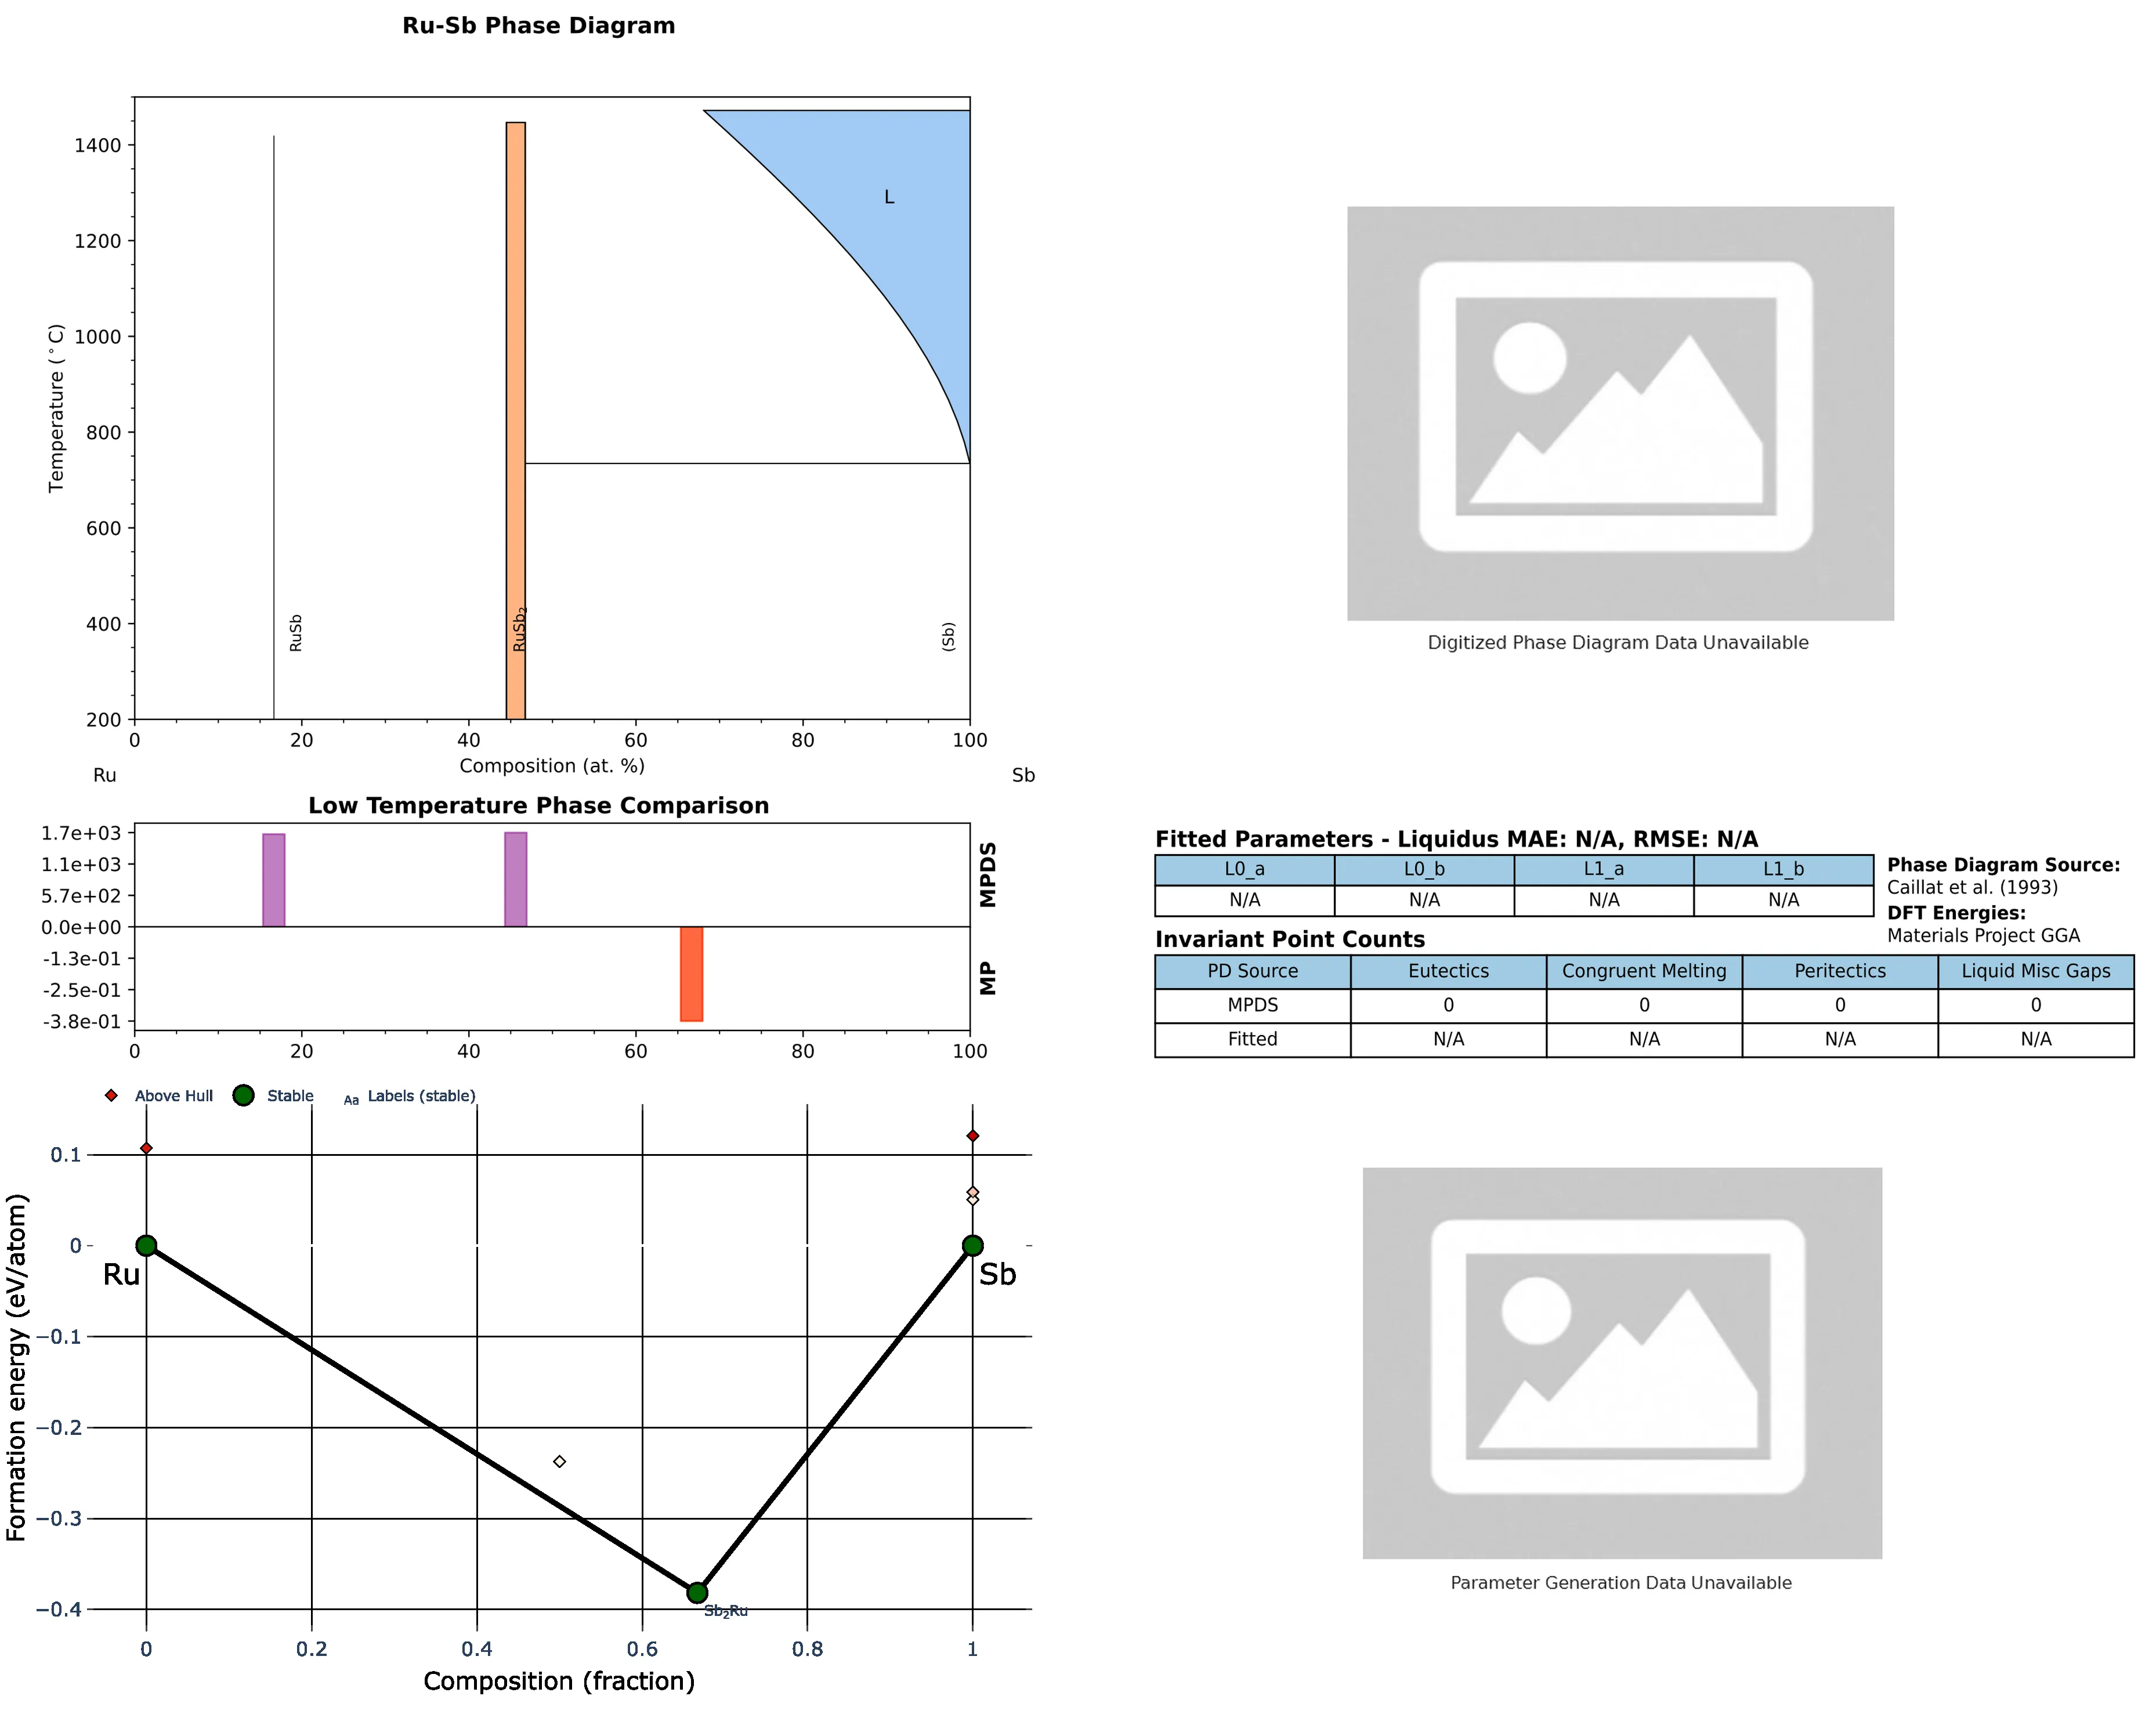 Ru-Sb Phase Diagram
1400
1200
1000
800
600
400
200
Temperature (°C)
L
RuSb
RuSb₂
(Sb)
0 20 40 60 80 100
Composition (at. %)
Ru Sb
Digitized Phase Diagram Data Unavailable
Low Temperature Phase Comparison
1.7e+03
1.1e+03
5.7e+02
0.0e+00
-1.3e-01
-2.5e-01
-3.8e-01
MPDS
MP
0 20 40 60 80 100
Fitted Parameters - Liquidus MAE: N/A, RMSE: N/A
L0_a L0_b L1_a L1_b
N/A N/A N/A N/A
Phase Diagram Source:
Caillat et al. (1993)
DFT Energies:
Materials Project GGA
Invariant Point Counts
PD Source Eutectics Congruent Melting Peritectics Liquid Misc Gaps
MPDS 0 0 0 0
Fitted N/A N/A N/A N/A
Above Hull Stable Aa Labels (stable)
0.1
0
−0.1
−0.2
−0.3
−0.4
Formation energy (eV/atom)
Ru
Sb
Sb₂Ru
0 0.2 0.4 0.6 0.8 1
Composition (fraction)
Parameter Generation Data Unavailable